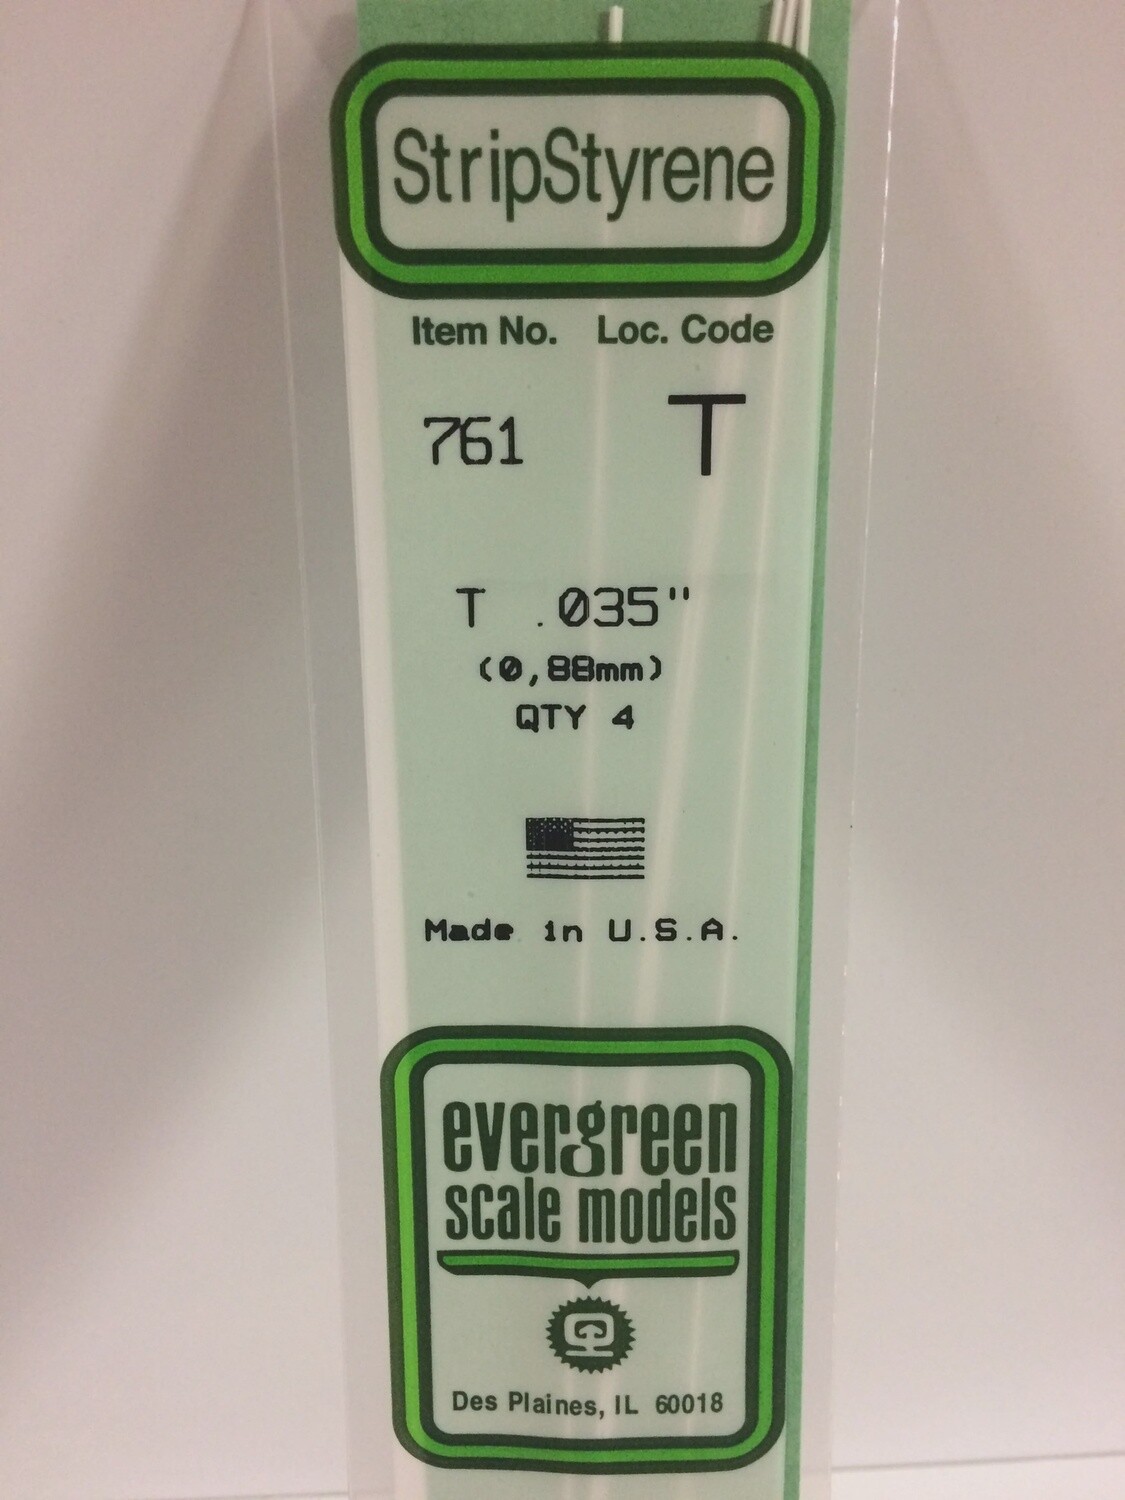 StripStyrene
Item No. Loc. Code
761 T
T .035"
(0,88mm)
QTY 4
Made in U.S.A.
evergreen
scale models
Des Plaines, IL 60018